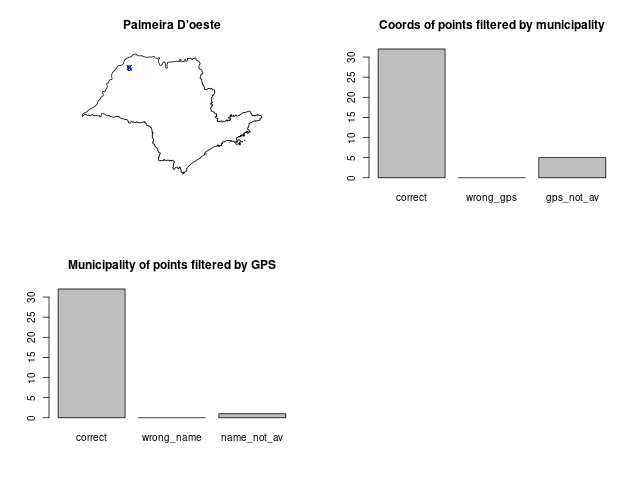 Palmeira D'oeste
Coords of points filtered by municipality
30
25
20
15
10
5
0
correct wrong_gps gps_not_av
Municipality of points filtered by GPS
30
25
20
15
10
5
0
correct wrong_name name_not_av